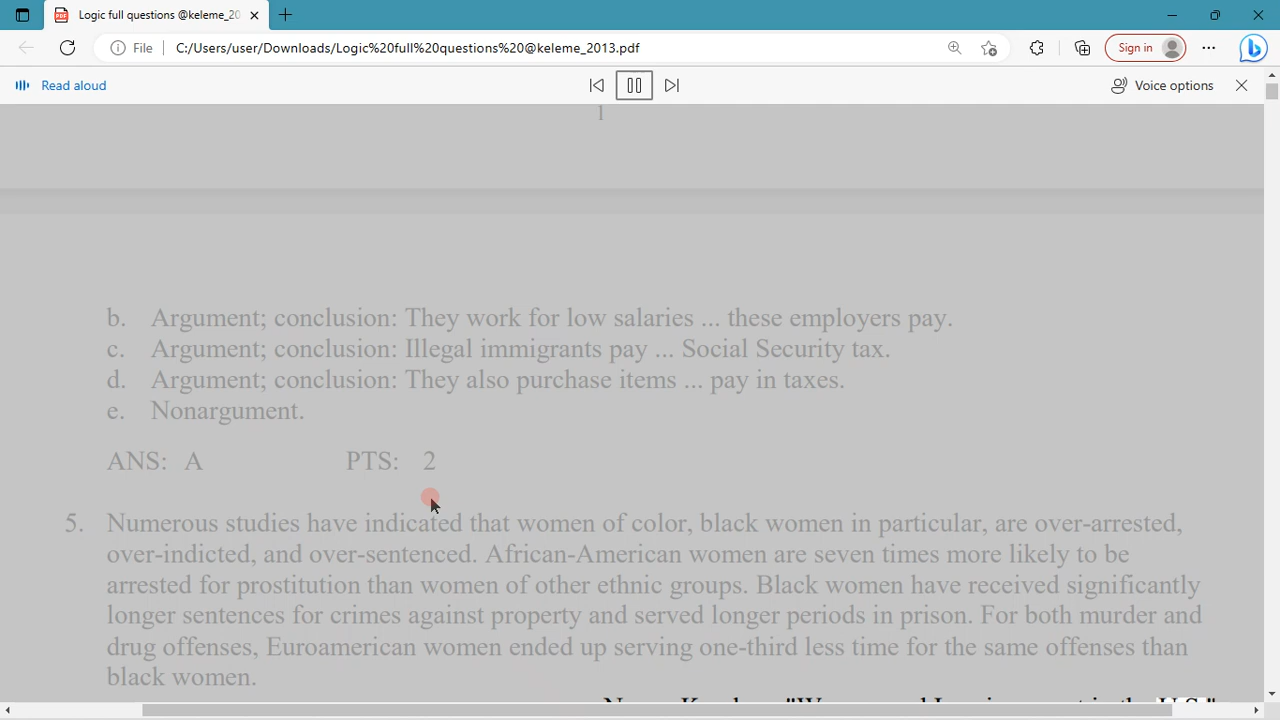 Logic full questions @keleme_20
File
C:/Users/user/Downloads/Logic%20full%20questions%20@keleme_2013.pdf
Sign in
Read aloud
Voice options
1
b. Argument; conclusion: They work for low salaries ... these employers pay.
c. Argument; conclusion: Illegal immigrants pay ... Social Security tax.
d. Argument; conclusion: They also purchase items ... pay in taxes.
e. Nonargument.
ANS: A PTS: 2
5. Numerous studies have indicated that women of color, black women in particular, are over-arrested,
over-indicted, and over-sentenced. African-American women are seven times more likely to be
arrested for prostitution than women of other ethnic groups. Black women have received significantly
longer sentences for crimes against property and served longer periods in prison. For both murder and
drug offenses, Euroamerican women ended up serving one-third less time for the same offenses than
black women.